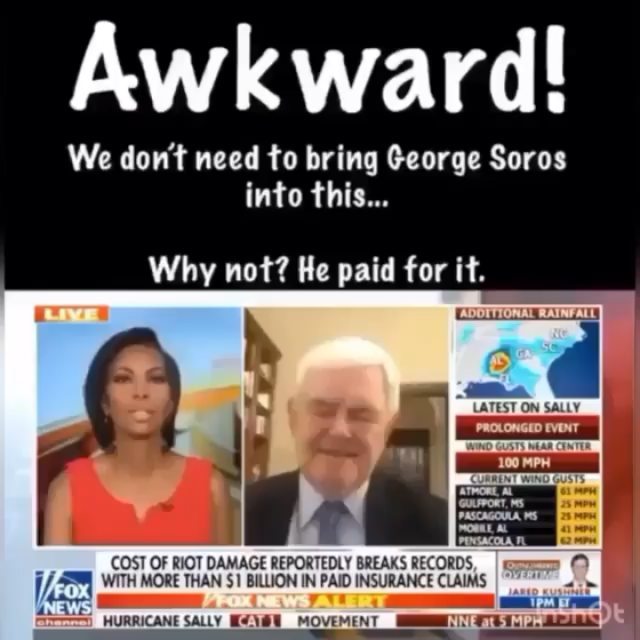 Awkward!
We don't need to bring George Soros
into this...
Why not? He paid for it.
LIVE
ADDITIONAL RAINFALL
NC
SC
GA
AL
FL
LATEST ON SALLY
PROLONGED EVENT
WIND GUSTS NEAR CENTER
100 MPH
CURRENT WIND GUSTS
ATMORE, AL 61 MPH
GULFPORT, MS 25 MPH
PASCAGOULA, MS 25 MPH
MOBILE, AL 41 MPH
PENSACOLA, FL 62 MPH
COST OF RIOT DAMAGE REPORTEDLY BREAKS RECORDS,
WITH MORE THAN $1 BILLION IN PAID INSURANCE CLAIMS
FOX NEWS ALERT
OUTNUMBERED
OVERTIME
JARED KUSHNER
1PM ET
FOX
NEWS
channel
HURRICANE SALLY CAT 1 MOVEMENT NNE at 5 MPH